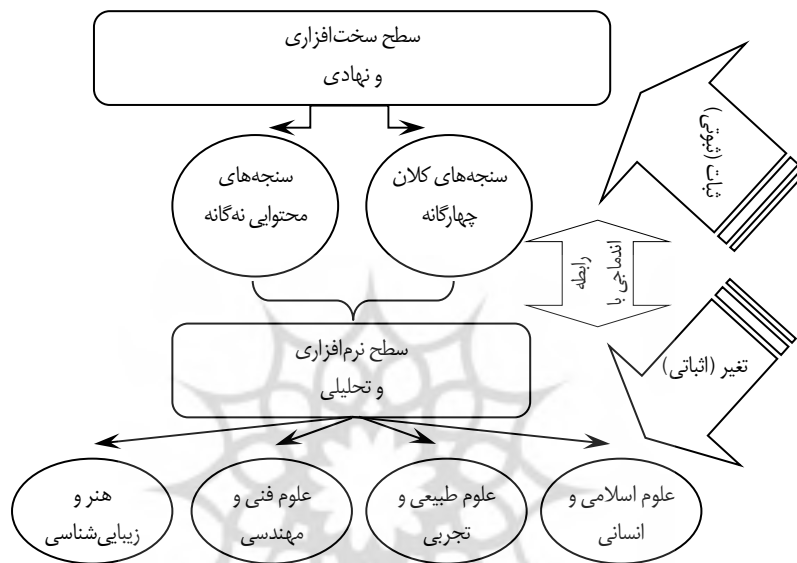 سطح سخت‌افزاری
و نهادی
سنجه‌های کلان
چهارگانه
سنجه‌های
محتوایی نه‌گانه
ثبات (ثبوتی)
رابطه
اندماجی با
سطح نرم‌افزاری
و تحلیلی
تغیر (اثباتی)
علوم اسلامی و
انسانی
علوم طبیعی و
تجربی
علوم فنی و
مهندسی
هنر و
زیبایی‌شناسی